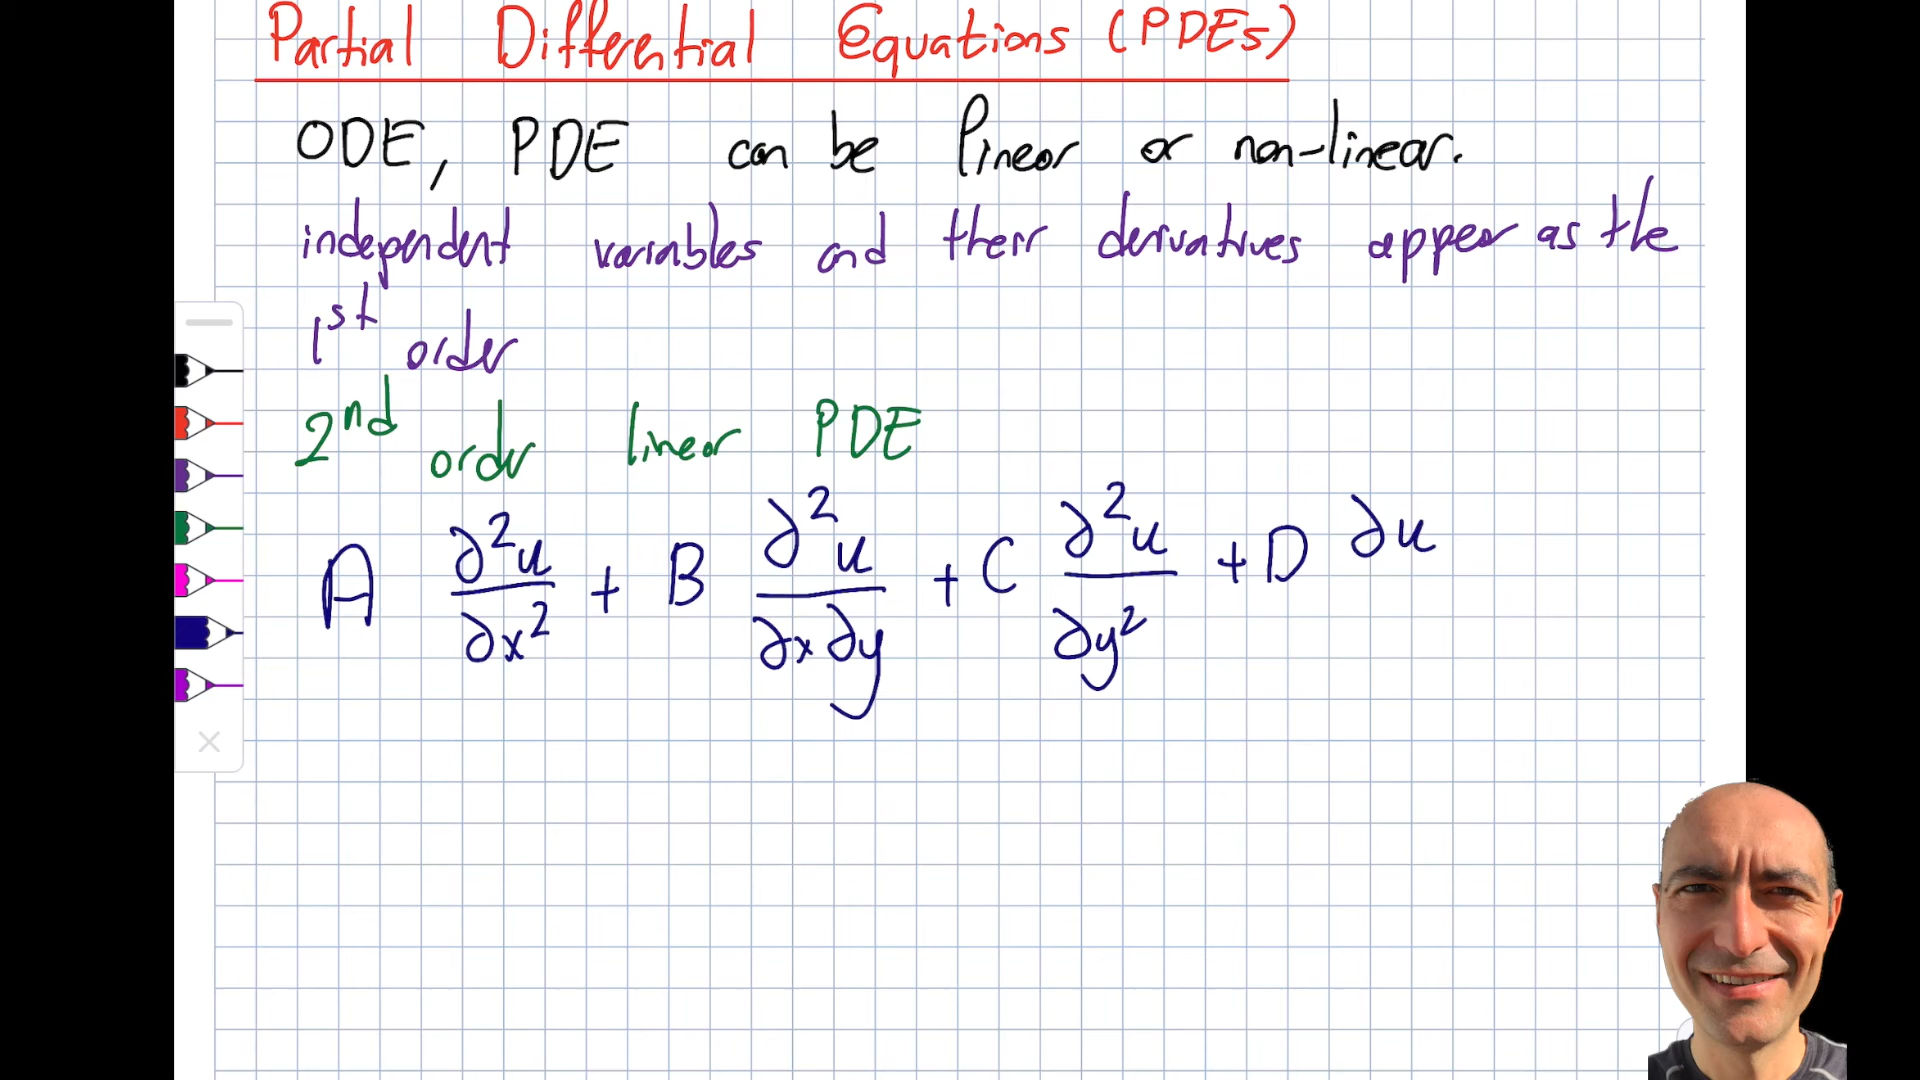 Partial Differential Equations (PDEs)
ODE, PDE can be linear or non-linear.
independent variables and their derivatives appear as the
1st order
2nd order linear PDE
A ∂²u/∂x² + B ∂²u/∂x∂y + C ∂²u/∂y² + D ∂u